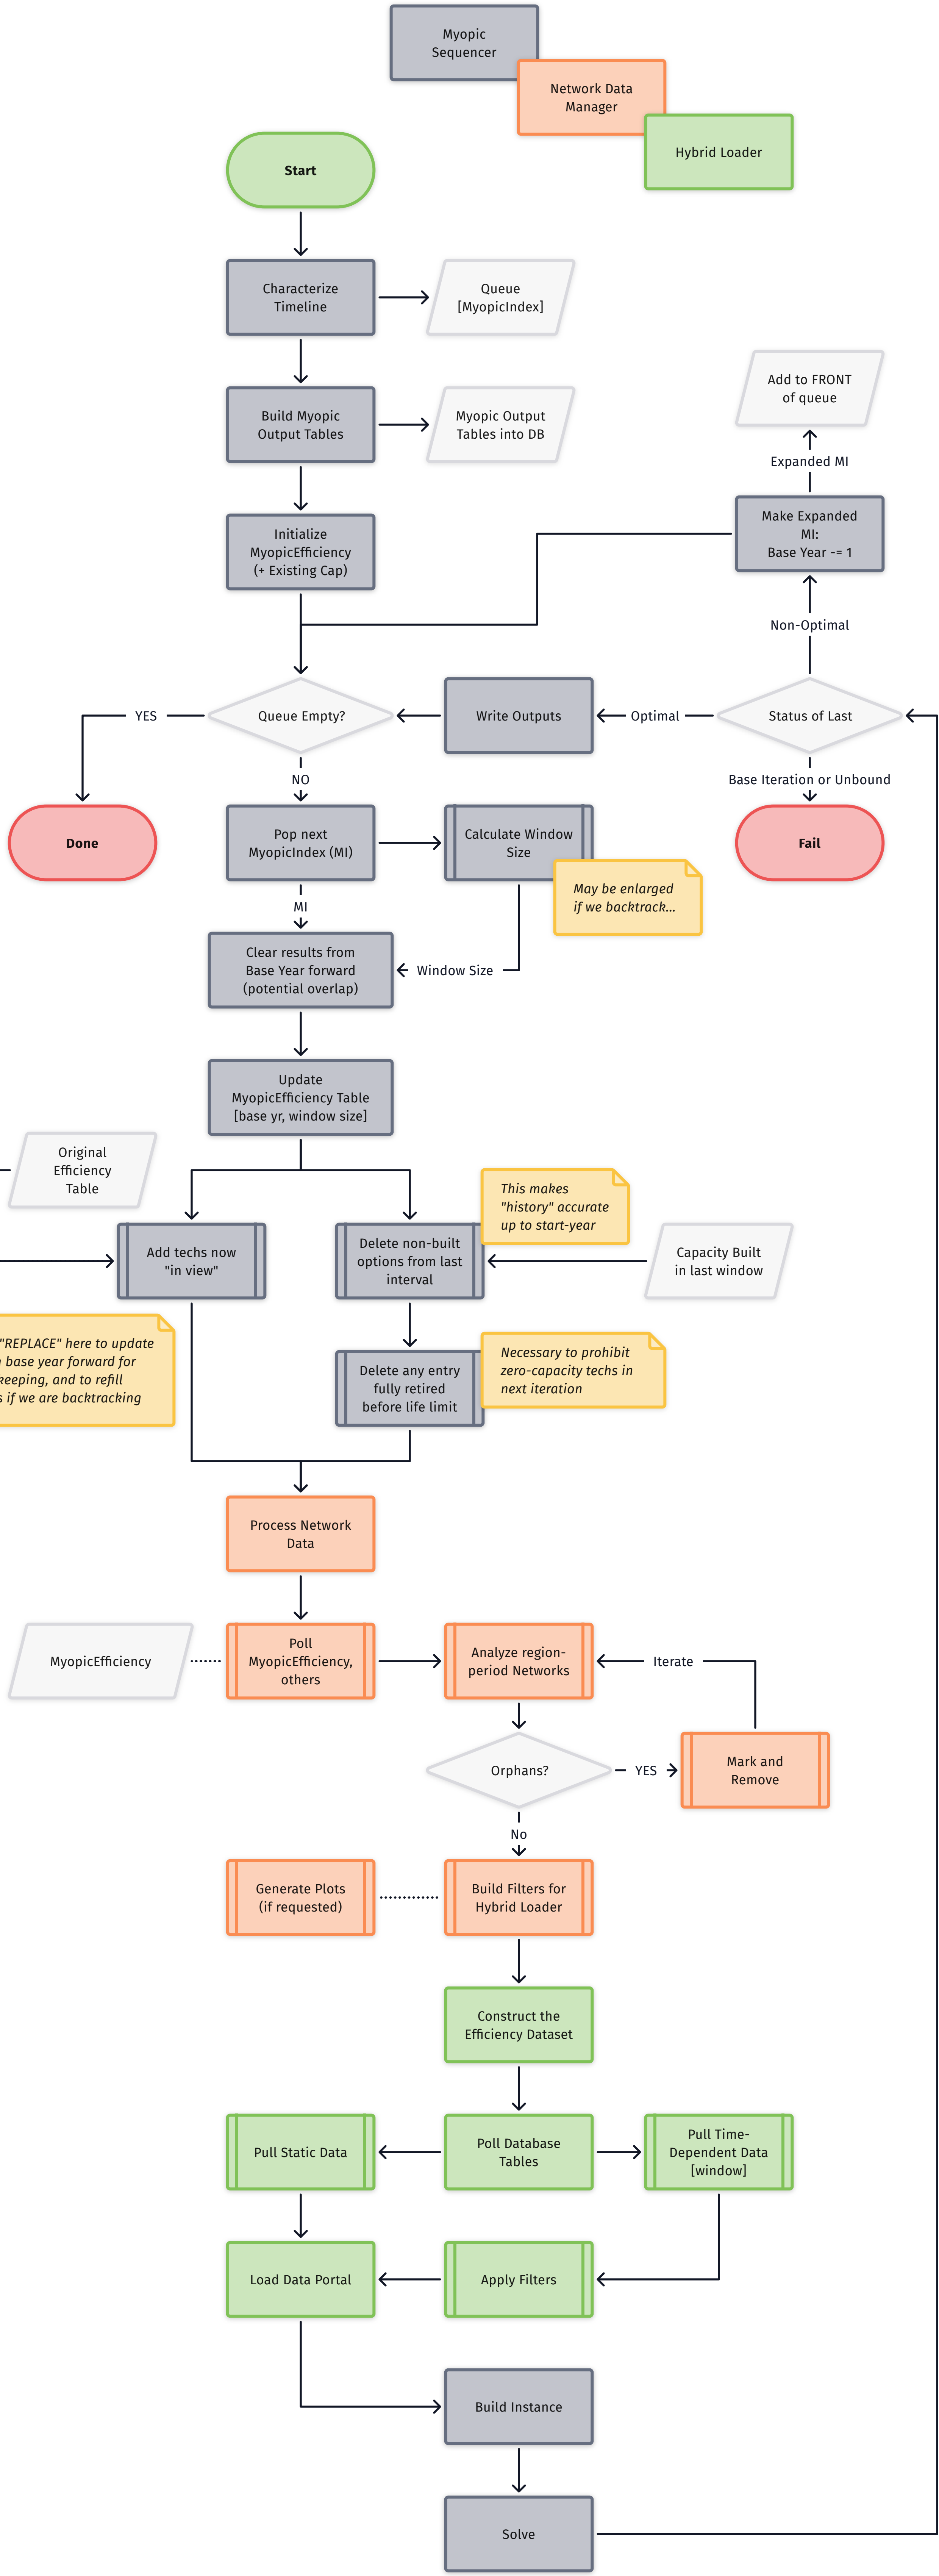 Myopic
Sequencer
Network Data
Manager
Hybrid Loader
Start
Characterize
Timeline
Queue
[MyopicIndex]
Add to FRONT
of queue
Build Myopic
Output Tables
Myopic Output
Tables into DB
Expanded MI
Initialize
MyopicEfficiency
(+ Existing Cap)
Make Expanded
MI:
Base Year -= 1
Non-Optimal
YES
Queue Empty?
Write Outputs
Optimal
Status of Last
NO
Base Iteration or Unbound
Done
Pop next
MyopicIndex (MI)
Calculate Window
Size
Fail
May be enlarged
if we backtrack...
MI
Clear results from
Base Year forward
(potential overlap)
Window Size
Update
MyopicEfficiency Table
[base yr, window size]
Original
Efficiency
Table
This makes
"history" accurate
up to start-year
Add techs now
"in view"
Delete non-built
options from last
interval
Capacity Built
in last window
"REPLACE" here to update
base year forward for
keeping, and to refill
s if we are backtracking
Delete any entry
fully retired
before life limit
Necessary to prohibit
zero-capacity techs in
next iteration
Process Network
Data
MyopicEfficiency
Poll
MyopicEfficiency,
others
Analyze region-
period Networks
Iterate
Orphans?
YES
Mark and
Remove
No
Generate Plots
(if requested)
Build Filters for
Hybrid Loader
Construct the
Efficiency Dataset
Pull Static Data
Poll Database
Tables
Pull Time-
Dependent Data
[window]
Load Data Portal
Apply Filters
Build Instance
Solve